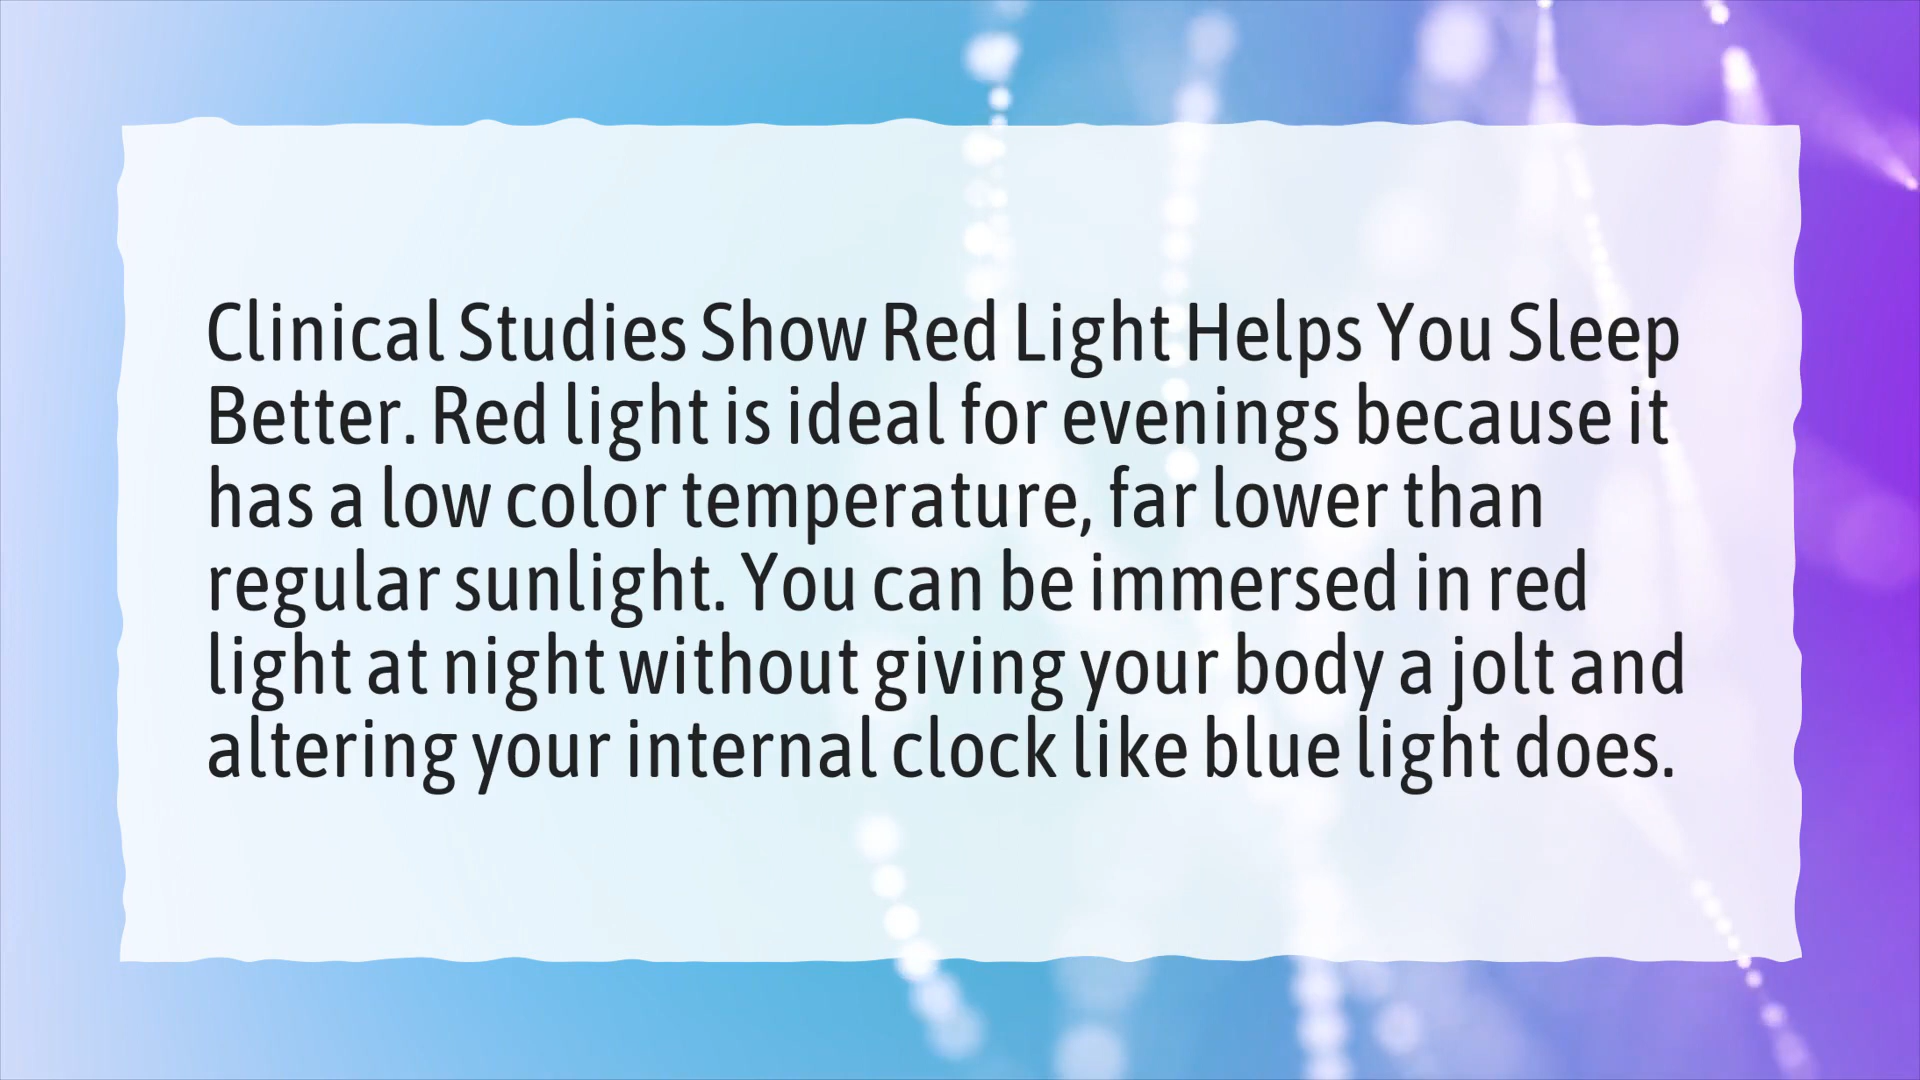 Clinical Studies Show Red Light Helps You Sleep
Better. Red light is ideal for evenings because it
has a low color temperature, far lower than
regular sunlight. You can be immersed in red
light at night without giving your body a jolt and
altering your internal clock like blue light does.